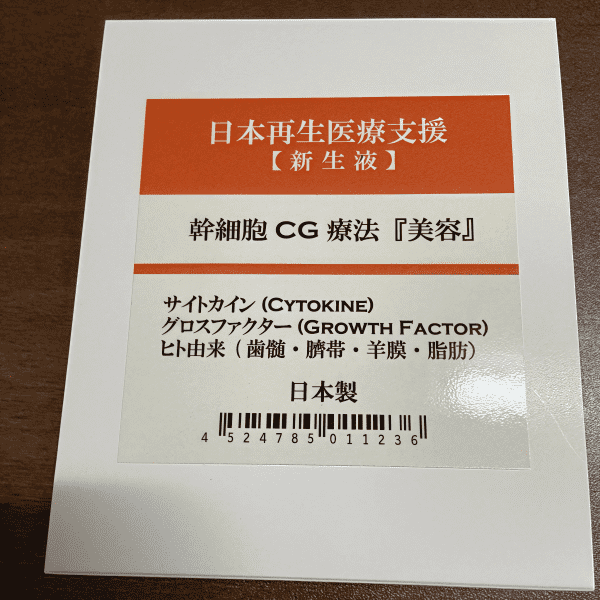 日本再生医療支援
【新生液】
幹細胞 CG 療法『美容』
サイトカイン (CYTOKINE)
グロスファクター (GROWTH FACTOR)
ヒト由来 ( 歯髄・臍帯・羊膜・脂肪)
日本製
4 524785 011236